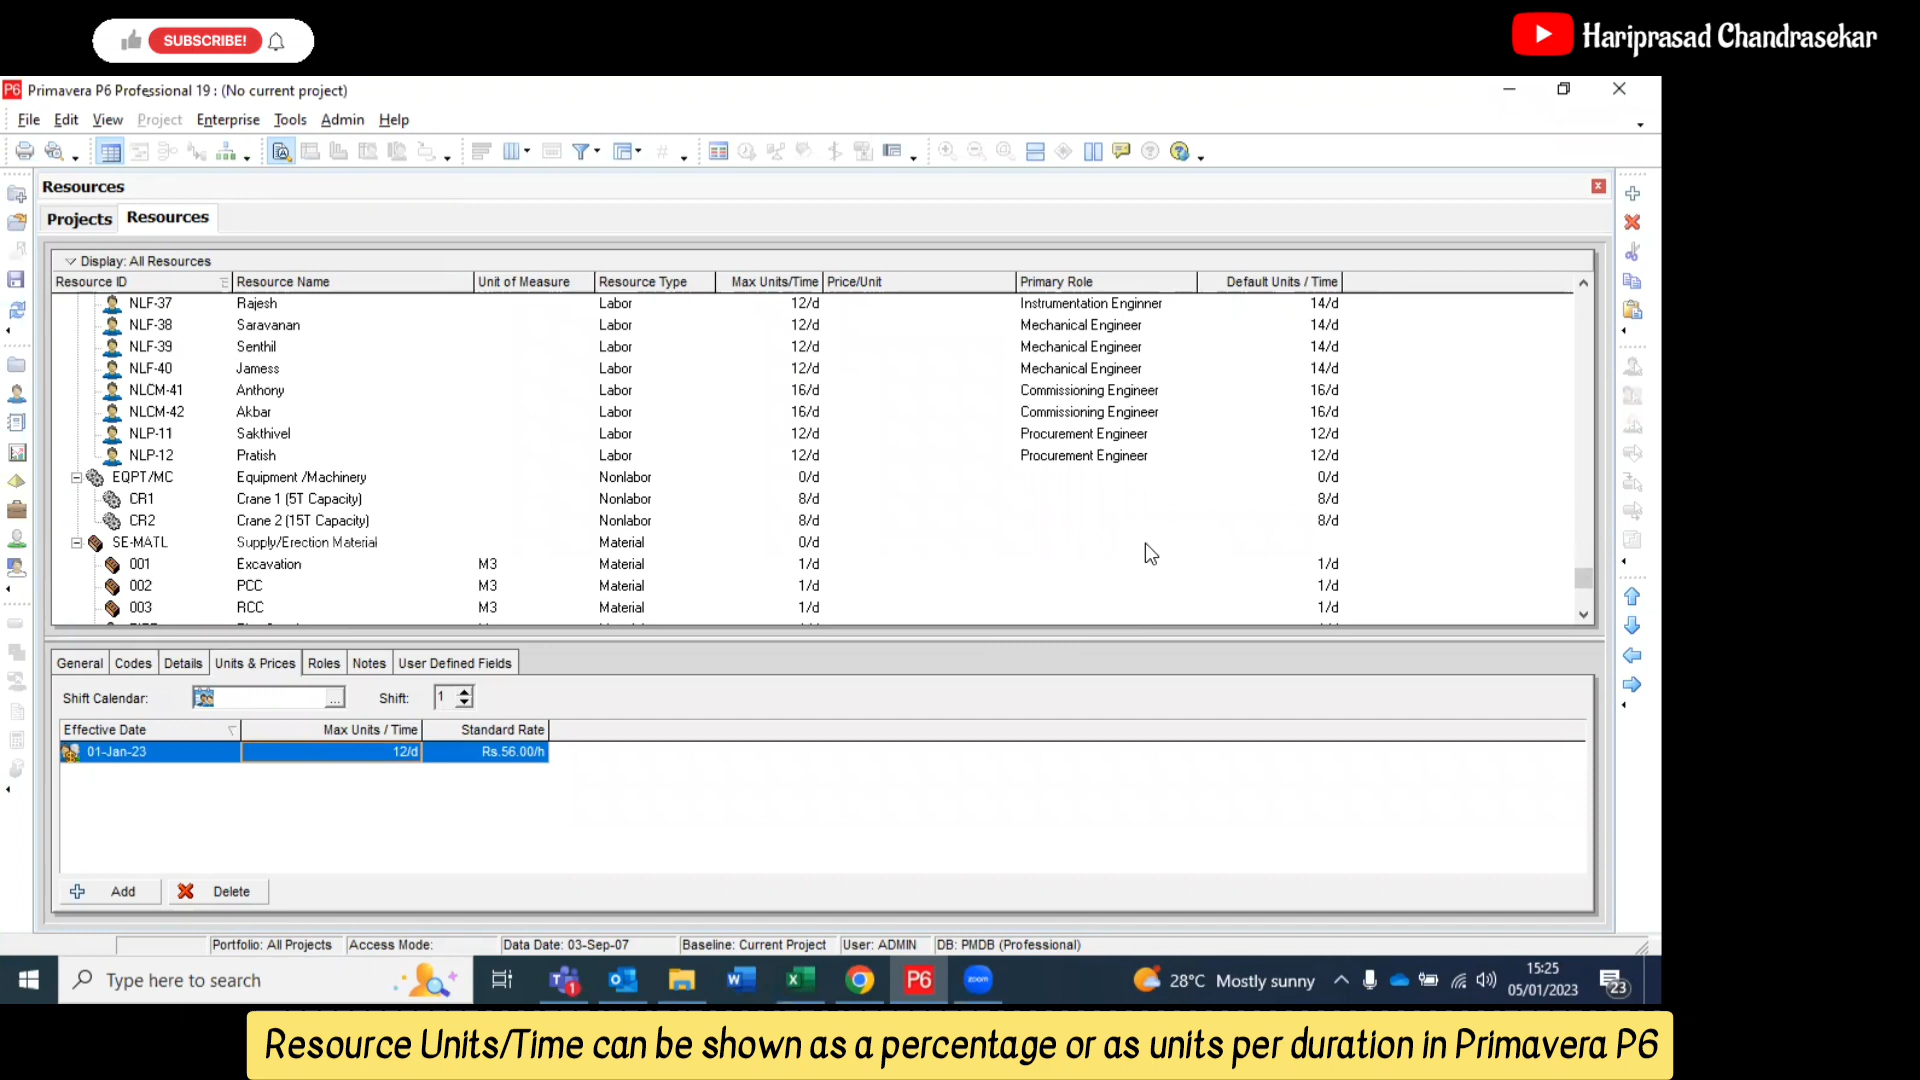 SUBSCRIBE!
Hariprasad Chandrasekar
P6 Primavera P6 Professional 19 : (No current project)
File Edit View Project Enterprise Tools Admin Help
Resources
Projects Resources
Display: All Resources
Resource ID Resource Name Unit of Measure Resource Type Max Units/Time Price/Unit Primary Role Default Units / Time
NLF-37 Rajesh Labor 12/d Instrumentation Enginner 14/d
NLF-38 Saravanan Labor 12/d Mechanical Engineer 14/d
NLF-39 Senthil Labor 12/d Mechanical Engineer 14/d
NLF-40 Jamess Labor 12/d Mechanical Engineer 14/d
NLCM-41 Anthony Labor 16/d Commissioning Engineer 16/d
NLCM-42 Akbar Labor 16/d Commissioning Engineer 16/d
NLP-11 Sakthivel Labor 12/d Procurement Engineer 12/d
NLP-12 Pratish Labor 12/d Procurement Engineer 12/d
EQPT/MC Equipment /Machinery Nonlabor 0/d 0/d
CR1 Crane 1 (5T Capacity) Nonlabor 8/d 8/d
CR2 Crane 2 (15T Capacity) Nonlabor 8/d 8/d
SE-MATL Supply/Erection Material Material 0/d
001 Excavation M3 Material 1/d 1/d
002 PCC M3 Material 1/d 1/d
003 RCC M3 Material 1/d 1/d
General Codes Details Units & Prices Roles Notes User Defined Fields
Shift Calendar: ... Shift: 1
Effective Date Max Units / Time Standard Rate
01-Jan-23 12/d Rs.56.00/h
Add Delete
Portfolio: All Projects Access Mode: Data Date: 03-Sep-07 Baseline: Current Project User: ADMIN DB: PMDB (Professional)
Type here to search P6 zoom 28°C Mostly sunny 15:25
05/01/2023 23
Resource Units/Time can be shown as a percentage or as units per duration in Primavera P6